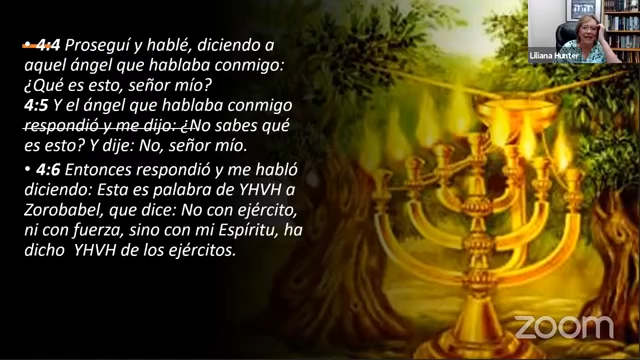 • 4:4 Proseguí y hablé, diciendo a
aquel ángel que hablaba conmigo:
¿Qué es esto, señor mío?
4:5 Y el ángel que hablaba conmigo
respondió y me dijo: ¿No sabes qué
es esto? Y dije: No, señor mío.
• 4:6 Entonces respondió y me habló
diciendo: Esta es palabra de YHVH a
Zorobabel, que dice: No con ejército,
ni con fuerza, sino con mi Espíritu, ha
dicho YHVH de los ejércitos.
Liliana Hunter
zoom